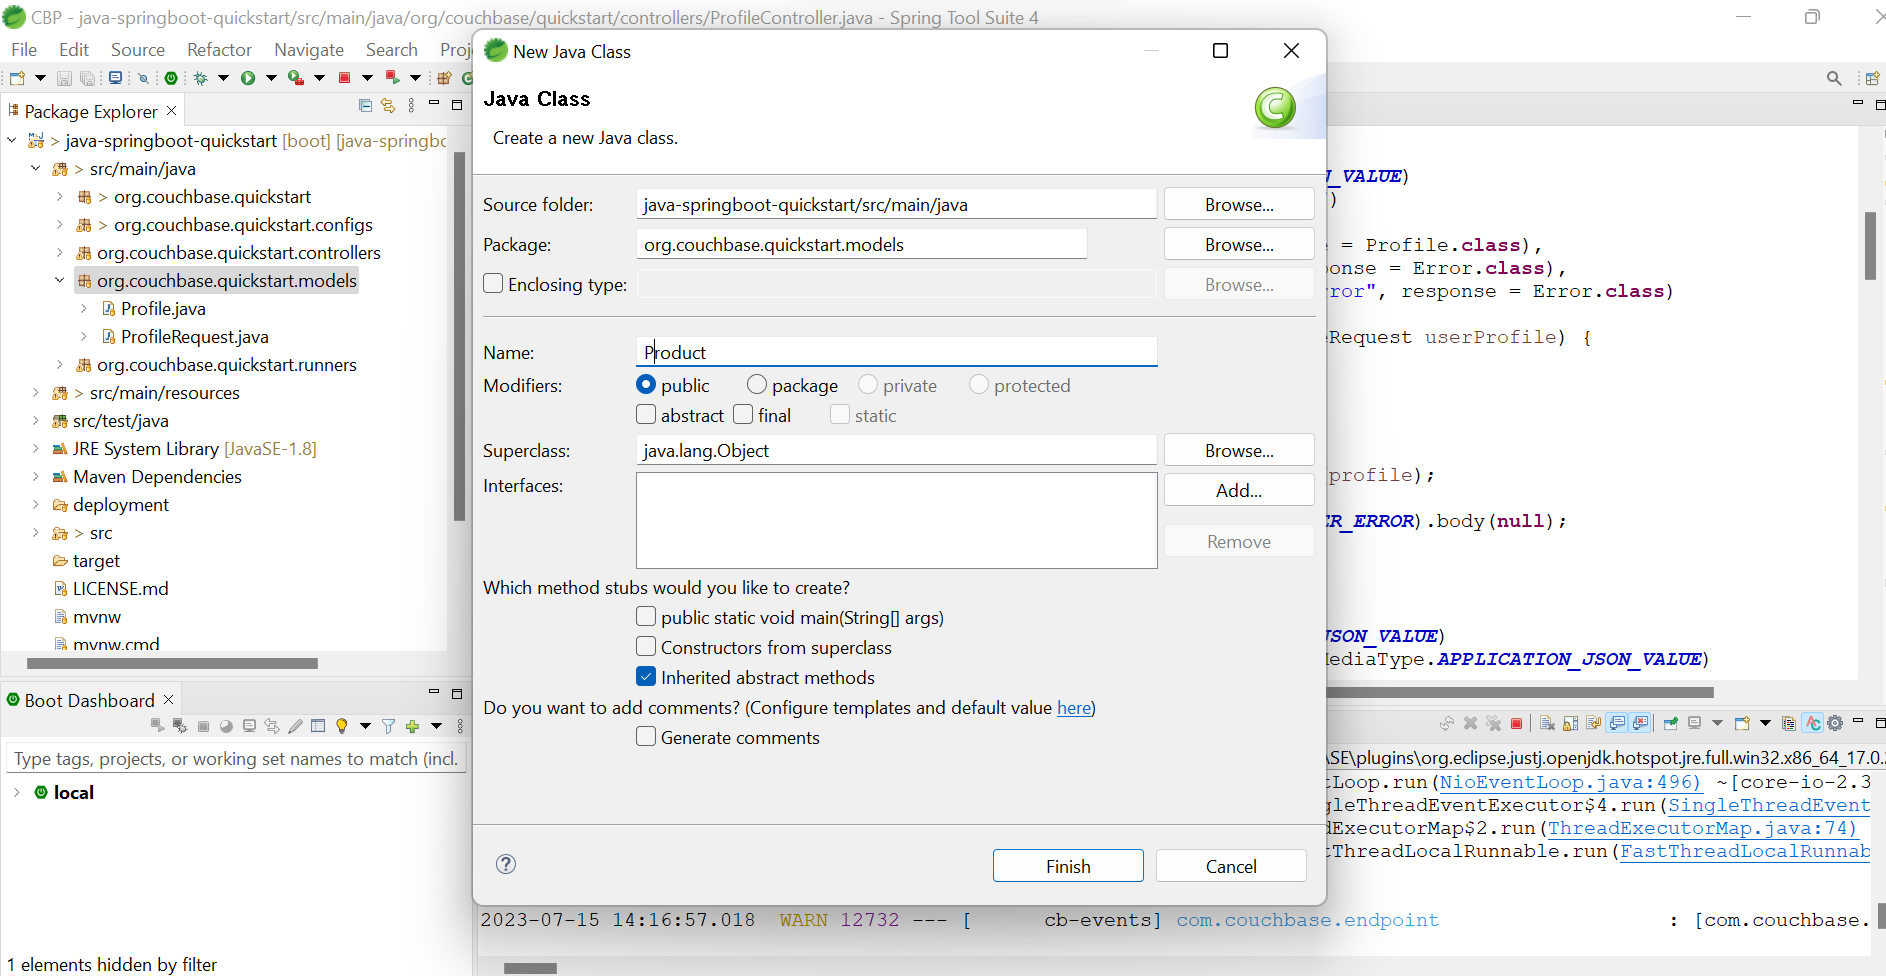 CBP - java-springboot-quickstart/src/main/java/org/couchbase/quickstart/controllers/ProfileController.java - Spring Tool Suite 4
File Edit Source Refactor Navigate Search
Package Explorer
> java-springboot-quickstart [boot] [java-springbo
> src/main/java
> org.couchbase.quickstart
> org.couchbase.quickstart.configs
org.couchbase.quickstart.controllers
org.couchbase.quickstart.models
Profile.java
ProfileRequest.java
org.couchbase.quickstart.runners
> src/main/resources
src/test/java
JRE System Library [JavaSE-1.8]
Maven Dependencies
deployment
> src
target
LICENSE.md
mvnw
mvnw.cmd
Boot Dashboard
Type tags, projects, or working set names to match (incl.
local
1 elements hidden by filter
New Java Class
Java Class
Create a new Java class.
Source folder: java-springboot-quickstart/src/main/java Browse...
Package: org.couchbase.quickstart.models Browse...
Enclosing type: Browse...
Name: Product
Modifiers: public package private protected
abstract final static
Superclass: java.lang.Object Browse...
Interfaces: Add...
Remove
Which method stubs would you like to create?
public static void main(String[] args)
Constructors from superclass
Inherited abstract methods
Do you want to add comments? (Configure templates and default value here)
Generate comments
Finish Cancel
_VALUE)
)
= Profile.class),
onse = Error.class),
ror", response = Error.class)
Request userProfile) {
profile);
R_ERROR).body(null);
SON_VALUE)
ediaType.APPLICATION_JSON_VALUE)
SE\plugins\org.eclipse.justj.openjdk.hotspot.jre.full.win32.x86_64_17.0.
Loop.run(NioEventLoop.java:496) ~[core-io-2.3
gleThreadEventExecutor$4.run(SingleThreadEvent
dExecutorMap$2.run(ThreadExecutorMap.java:74)
tThreadLocalRunnable.run(FastThreadLocalRunnab
2023-07-15 14:16:57.018 WARN 12732 --- [ cb-events] com.couchbase.endpoint : [com.couchbase.